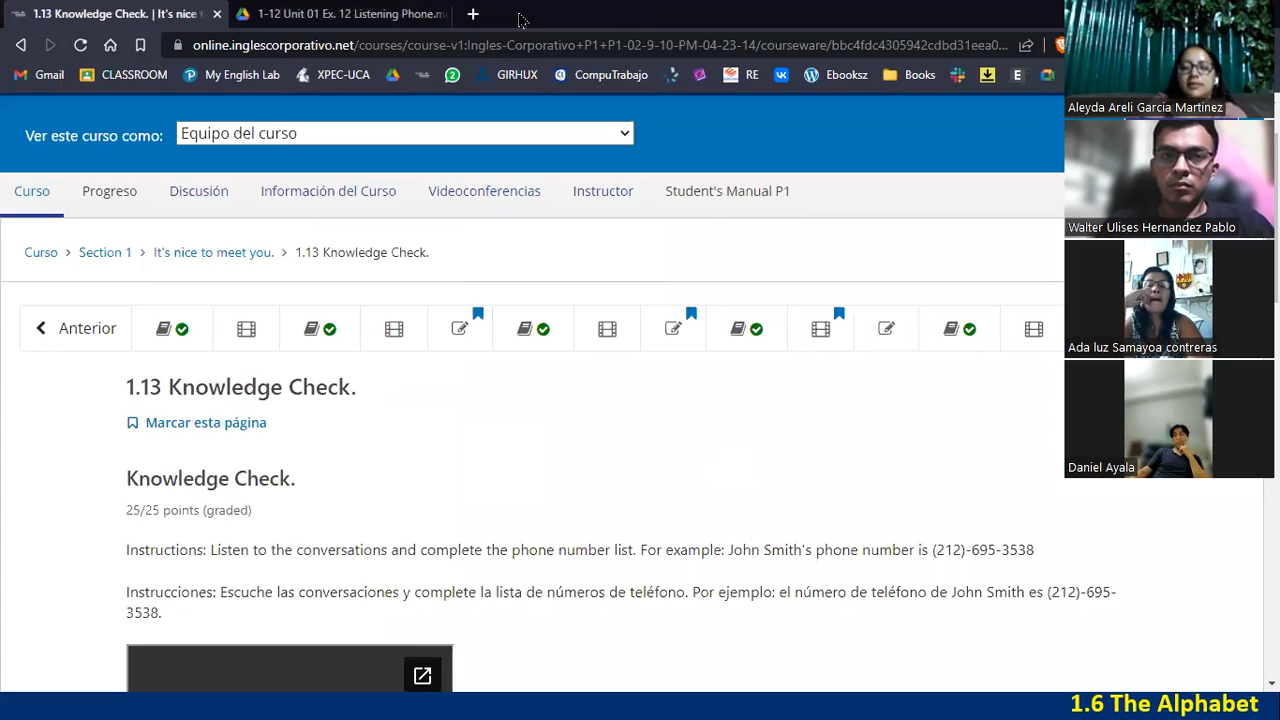 1.13 Knowledge Check. | It's nice t
1-12 Unit 01 Ex. 12 Listening Phone.m
online.inglescorporativo.net/courses/course-v1:Ingles-Corporativo+P1+P1-02-9-10-PM-04-23-14/courseware/bbc4fdc4305942cdbd31eea0...
Gmail CLASSROOM My English Lab XPEC-UCA GIRHUX CompuTrabajo RE Ebooksz Books
Aleyda Areli Garcia Martinez
Ver este curso como: Equipo del curso
Curso Progreso Discusión Información del Curso Videoconferencias Instructor Student's Manual P1
Walter Ulises Hernandez Pablo
Curso > Section 1 > It's nice to meet you. > 1.13 Knowledge Check.
Anterior
Ada luz Samayoa contreras
1.13 Knowledge Check.
Marcar esta página
Daniel Ayala
Knowledge Check.
25/25 points (graded)
Instructions: Listen to the conversations and complete the phone number list. For example: John Smith's phone number is (212)-695-3538
Instrucciones: Escuche las conversaciones y complete la lista de números de teléfono. Por ejemplo: el número de teléfono de John Smith es (212)-695-
3538.
1.6 The Alphabet